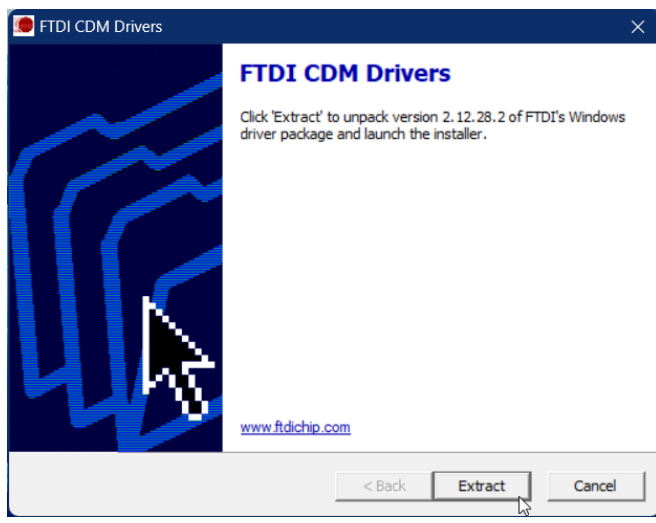 FTDI CDM Drivers
FTDI CDM Drivers
Click 'Extract' to unpack version 2.12.28.2 of FTDI's Windows
driver package and launch the installer.
www.ftdichip.com
< Back
Extract
Cancel